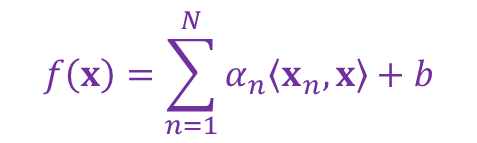 f(𝐱) = ∑_{n=1}^{N} α_n⟨𝐱_n, 𝐱⟩ + b